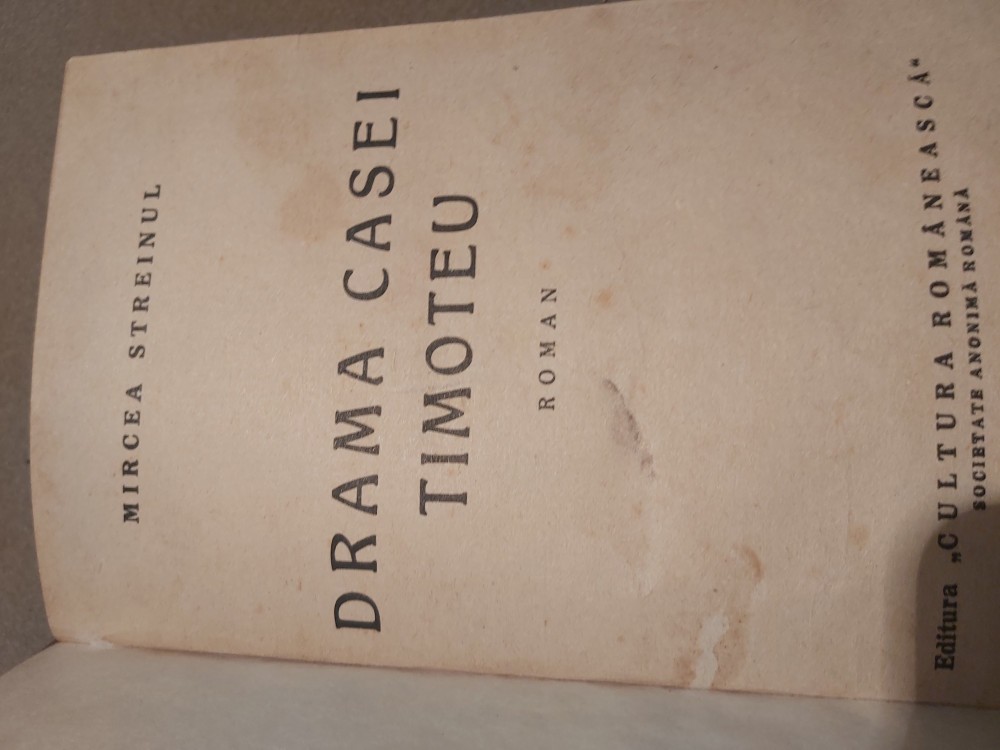 MIRCEA STREINUL
DRAMA CASEI
TIMOTEU
ROMAN
Editura „CULTURA ROMÂNEASCĂ“
SOCIETATE ANONIMĂ ROMÂNĂ